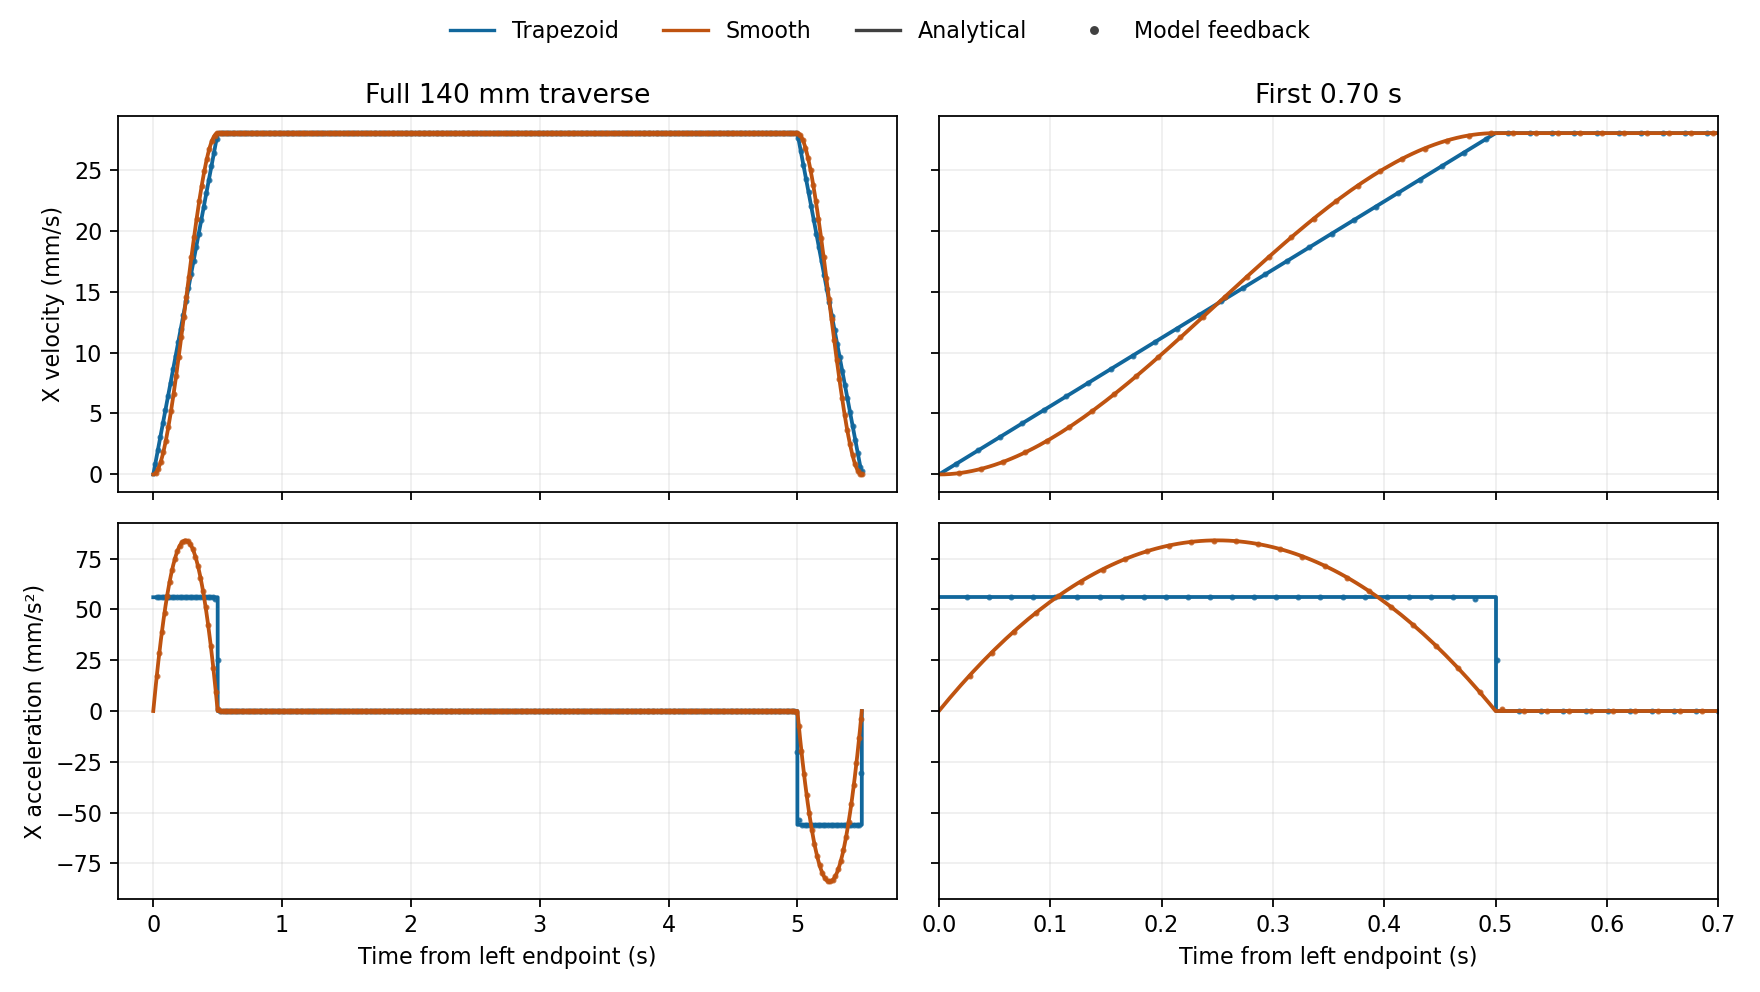 Trapezoid Smooth Analytical Model feedback
Full 140 mm traverse
First 0.70 s
X velocity (mm/s)
25
20
15
10
5
0
X acceleration (mm/s²)
75
50
25
0
−25
−50
−75
0 1 2 3 4 5
Time from left endpoint (s)
0.0 0.1 0.2 0.3 0.4 0.5 0.6 0.7
Time from left endpoint (s)